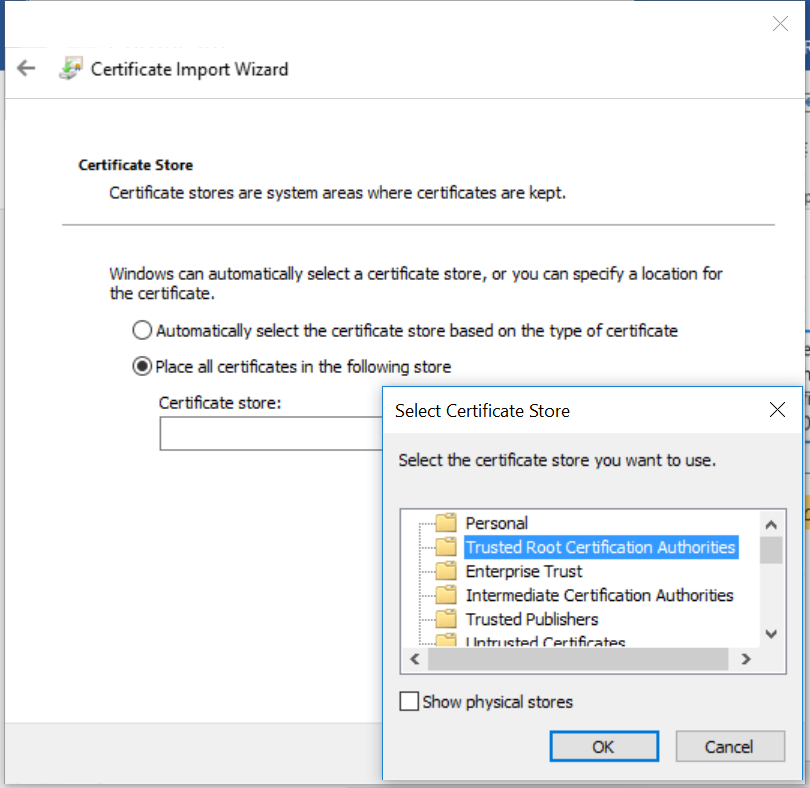 Certificate Import Wizard
Certificate Store
Certificate stores are system areas where certificates are kept.
Windows can automatically select a certificate store, or you can specify a location for
the certificate.
Automatically select the certificate store based on the type of certificate
Place all certificates in the following store
Certificate store:
Select Certificate Store
Select the certificate store you want to use.
Personal
Trusted Root Certification Authorities
Enterprise Trust
Intermediate Certification Authorities
Trusted Publishers
Untrusted Certificates
Show physical stores
OK
Cancel